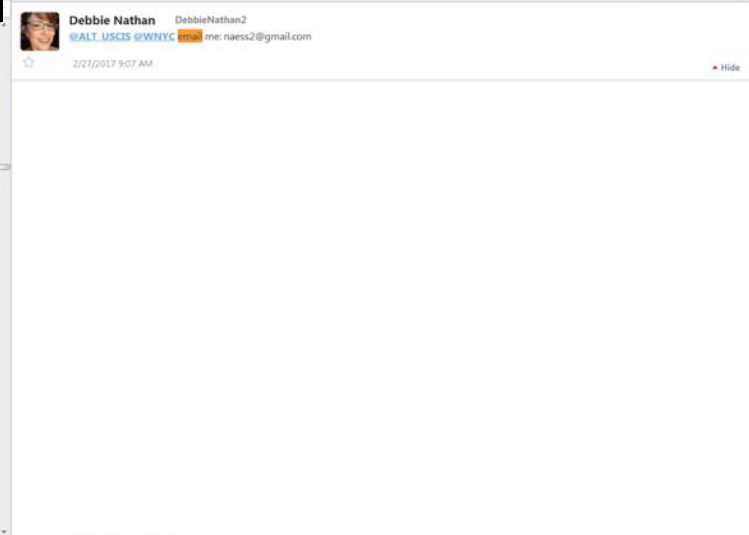 Debbie Nathan DebbieNathan2
@ALT_USCIS @WNYC email me: naess2@gmail.com
2/27/2017 9:07 AM
Hide